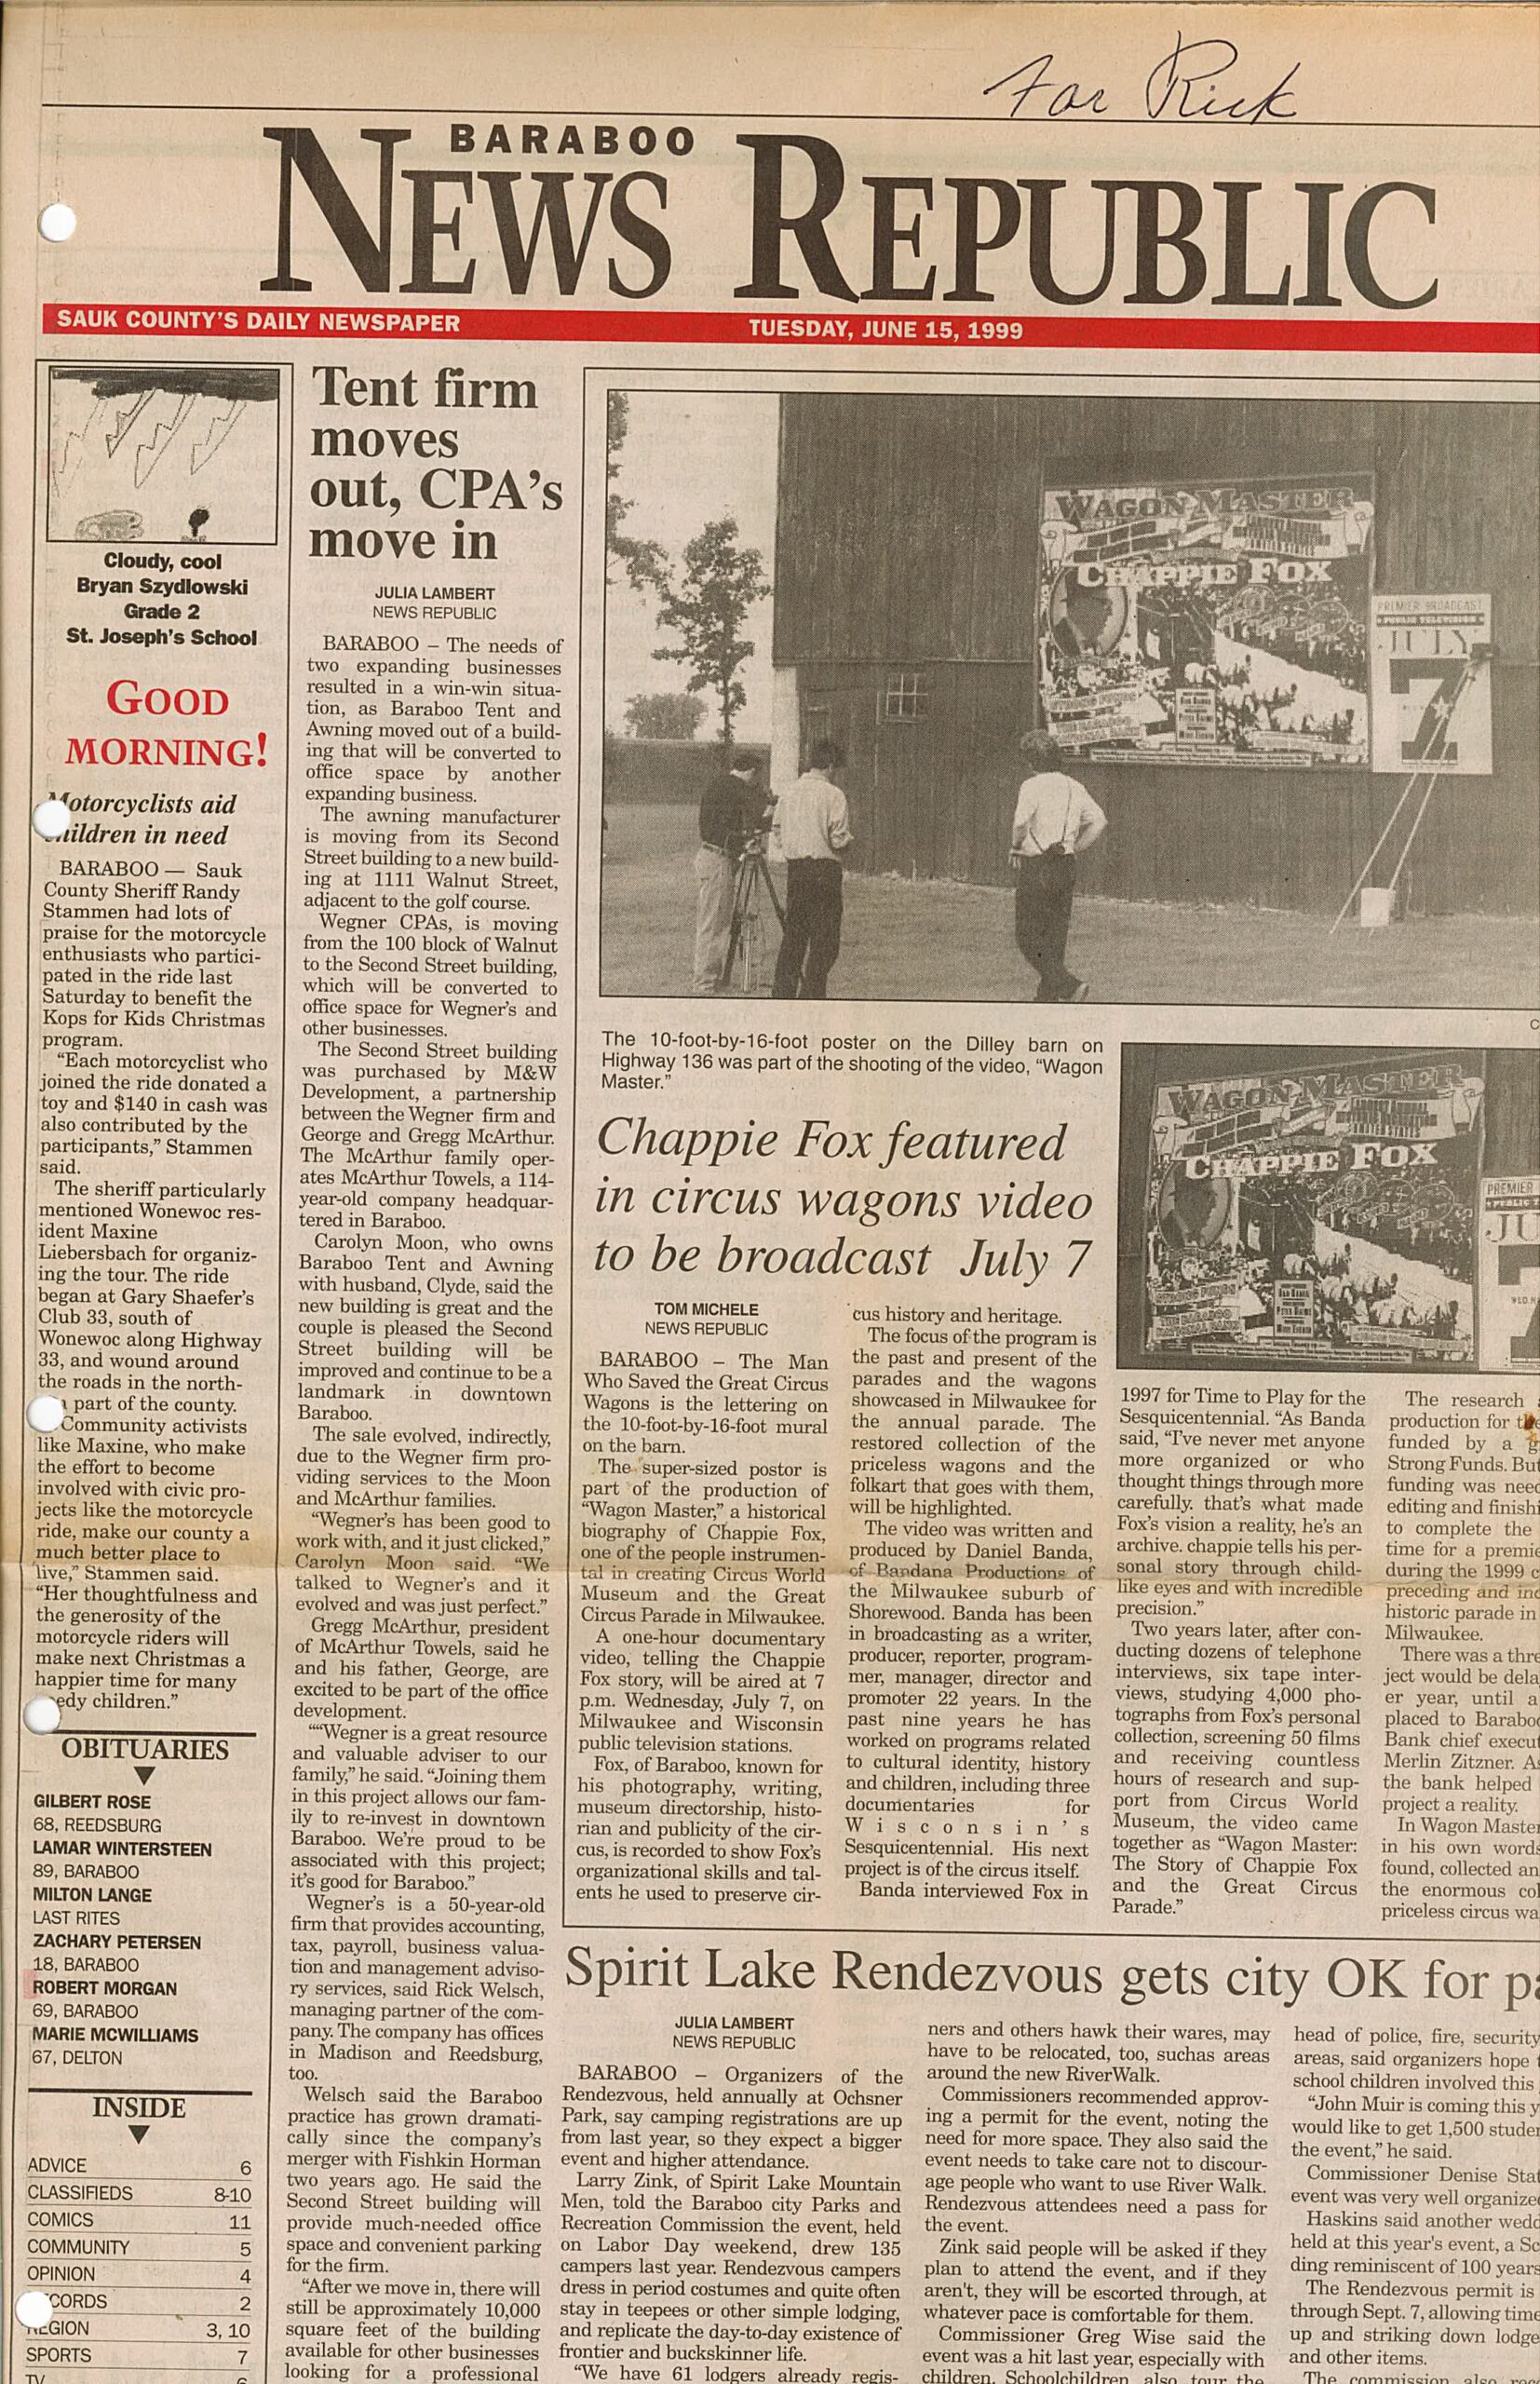 For Rick
BARABOO
NEWS REPUBLIC
SAUK COUNTY'S DAILY NEWSPAPER
TUESDAY, JUNE 15, 1999
Cloudy, cool
Bryan Szydlowski
Grade 2
St. Joseph's School
GOOD
MORNING!
Motorcyclists aid
children in need
BARABOO — Sauk
County Sheriff Randy
Stammen had lots of
praise for the motorcycle
enthusiasts who partici-
pated in the ride last
Saturday to benefit the
Kops for Kids Christmas
program.
"Each motorcyclist who
joined the ride donated a
toy and $140 in cash was
also contributed by the
participants," Stammen
said.
The sheriff particularly
mentioned Wonewoc res-
ident Maxine
Liebersbach for organiz-
ing the tour. The ride
began at Gary Shaefer's
Club 33, south of
Wonewoc along Highway
33, and wound around
the roads in the north-
part of the county.
Community activists
like Maxine, who make
the effort to become
involved with civic pro-
jects like the motorcycle
ride, make our county a
much better place to
live," Stammen said.
"Her thoughtfulness and
the generosity of the
motorcycle riders will
make next Christmas a
happier time for many
needy children."
OBITUARIES
GILBERT ROSE
68, REEDSBURG
LAMAR WINTERSTEEN
89, BARABOO
MILTON LANGE
LAST RITES
ZACHARY PETERSEN
18, BARABOO
ROBERT MORGAN
69, BARABOO
MARIE MCWILLIAMS
67, DELTON
INSIDE
ADVICE 6
CLASSIFIEDS 8-10
COMICS 11
COMMUNITY 5
OPINION 4
RECORDS 2
REGION 3, 10
SPORTS 7
TV 6
Tent firm
moves
out, CPA's
move in
JULIA LAMBERT
NEWS REPUBLIC
BARABOO – The needs of
two expanding businesses
resulted in a win-win situa-
tion, as Baraboo Tent and
Awning moved out of a build-
ing that will be converted to
office space by another
expanding business.
The awning manufacturer
is moving from its Second
Street building to a new build-
ing at 1111 Walnut Street,
adjacent to the golf course.
Wegner CPAs, is moving
from the 100 block of Walnut
to the Second Street building,
which will be converted to
office space for Wegner's and
other businesses.
The Second Street building
was purchased by M&W
Development, a partnership
between the Wegner firm and
George and Gregg McArthur.
The McArthur family oper-
ates McArthur Towels, a 114-
year-old company headquar-
tered in Baraboo.
Carolyn Moon, who owns
Baraboo Tent and Awning
with husband, Clyde, said the
new building is great and the
couple is pleased the Second
Street building will be
improved and continue to be a
landmark in downtown
Baraboo.
The sale evolved, indirectly,
due to the Wegner firm pro-
viding services to the Moon
and McArthur families.
"Wegner's has been good to
work with, and it just clicked,"
Carolyn Moon said. "We
talked to Wegner's and it
evolved and was just perfect."
Gregg McArthur, president
of McArthur Towels, said he
and his father, George, are
excited to be part of the office
development.
""Wegner is a great resource
and valuable adviser to our
family," he said. "Joining them
in this project allows our fam-
ily to re-invest in downtown
Baraboo. We're proud to be
associated with this project;
it's good for Baraboo."
Wegner's is a 50-year-old
firm that provides accounting,
tax, payroll, business valua-
tion and management adviso-
ry services, said Rick Welsch,
managing partner of the com-
pany. The company has offices
in Madison and Reedsburg,
too.
Welsch said the Baraboo
practice has grown dramati-
cally since the company's
merger with Fishkin Horman
two years ago. He said the
Second Street building will
provide much-needed office
space and convenient parking
for the firm.
"After we move in, there will
still be approximately 10,000
square feet of the building
available for other businesses
looking for a professional
WAGON MASTER
CHAPPIE FOX
PREMIER BROADCAST
PUBLIC TELEVISION
JULY
7
The 10-foot-by-16-foot poster on the Dilley barn on
Highway 136 was part of the shooting of the video, "Wagon
Master."
WAGON MASTER
CHAPPIE FOX
PREMIER
JU
Chappie Fox featured
in circus wagons video
to be broadcast July 7
TOM MICHELE
NEWS REPUBLIC
BARABOO – The Man
Who Saved the Great Circus
Wagons is the lettering on
the 10-foot-by-16-foot mural
on the barn.
The super-sized postor is
part of the production of
"Wagon Master," a historical
biography of Chappie Fox,
one of the people instrumen-
tal in creating Circus World
Museum and the Great
Circus Parade in Milwaukee.
A one-hour documentary
video, telling the Chappie
Fox story, will be aired at 7
p.m. Wednesday, July 7, on
Milwaukee and Wisconsin
public television stations.
Fox, of Baraboo, known for
his photography, writing,
museum directorship, histo-
rian and publicity of the cir-
cus, is recorded to show Fox's
organizational skills and tal-
ents he used to preserve cir-
cus history and heritage.
The focus of the program is
the past and present of the
parades and the wagons
showcased in Milwaukee for
the annual parade. The
restored collection of the
priceless wagons and the
folkart that goes with them,
will be highlighted.
The video was written and
produced by Daniel Banda,
of Bandana Productions of
the Milwaukee suburb of
Shorewood. Banda has been
in broadcasting as a writer,
producer, reporter, program-
mer, manager, director and
promoter 22 years. In the
past nine years he has
worked on programs related
to cultural identity, history
and children, including three
documentaries for
Wisconsin's
Sesquicentennial. His next
project is of the circus itself.
Banda interviewed Fox in
1997 for Time to Play for the
Sesquicentennial. "As Banda
said, "I've never met anyone
more organized or who
thought things through more
carefully. that's what made
Fox's vision a reality, he's an
archive. chappie tells his per-
sonal story through child-
like eyes and with incredible
precision."
Two years later, after con-
ducting dozens of telephone
interviews, six tape inter-
views, studying 4,000 pho-
tographs from Fox's personal
collection, screening 50 films
and receiving countless
hours of research and sup-
port from Circus World
Museum, the video came
together as "Wagon Master:
The Story of Chappie Fox
and the Great Circus
Parade."
The research
production for the
funded by a g
Strong Funds. But
funding was need
editing and finishi
to complete the
time for a premie
during the 1999 c
preceding and inc
historic parade in
Milwaukee.
There was a thre
ject would be dela
er year, until a
placed to Baraboo
Bank chief execut
Merlin Zitzner. As
the bank helped
project a reality.
In Wagon Master
in his own words
found, collected an
the enormous col
priceless circus wa
Spirit Lake Rendezvous gets city OK for pa
JULIA LAMBERT
NEWS REPUBLIC
BARABOO – Organizers of the
Rendezvous, held annually at Ochsner
Park, say camping registrations are up
from last year, so they expect a bigger
event and higher attendance.
Larry Zink, of Spirit Lake Mountain
Men, told the Baraboo city Parks and
Recreation Commission the event, held
on Labor Day weekend, drew 135
campers last year. Rendezvous campers
dress in period costumes and quite often
stay in teepees or other simple lodging,
and replicate the day-to-day existence of
frontier and buckskinner life.
"We have 61 lodgers already regis-
ners and others hawk their wares, may
have to be relocated, too, suchas areas
around the new RiverWalk.
Commissioners recommended approv-
ing a permit for the event, noting the
need for more space. They also said the
event needs to take care not to discour-
age people who want to use River Walk.
Rendezvous attendees need a pass for
the event.
Zink said people will be asked if they
plan to attend the event, and if they
aren't, they will be escorted through, at
whatever pace is comfortable for them.
Commissioner Greg Wise said the
event was a hit last year, especially with
children. Schoolchildren also tour the
head of police, fire, security
areas, said organizers hope
school children involved this
"John Muir is coming this y
would like to get 1,500 studen
the event," he said.
Commissioner Denise Sta
event was very well organize
Haskins said another wedd
held at this year's event, a Sc
ding reminiscent of 100 years
The Rendezvous permit is
through Sept. 7, allowing time
up and striking down lodge
and other items.
The commission also